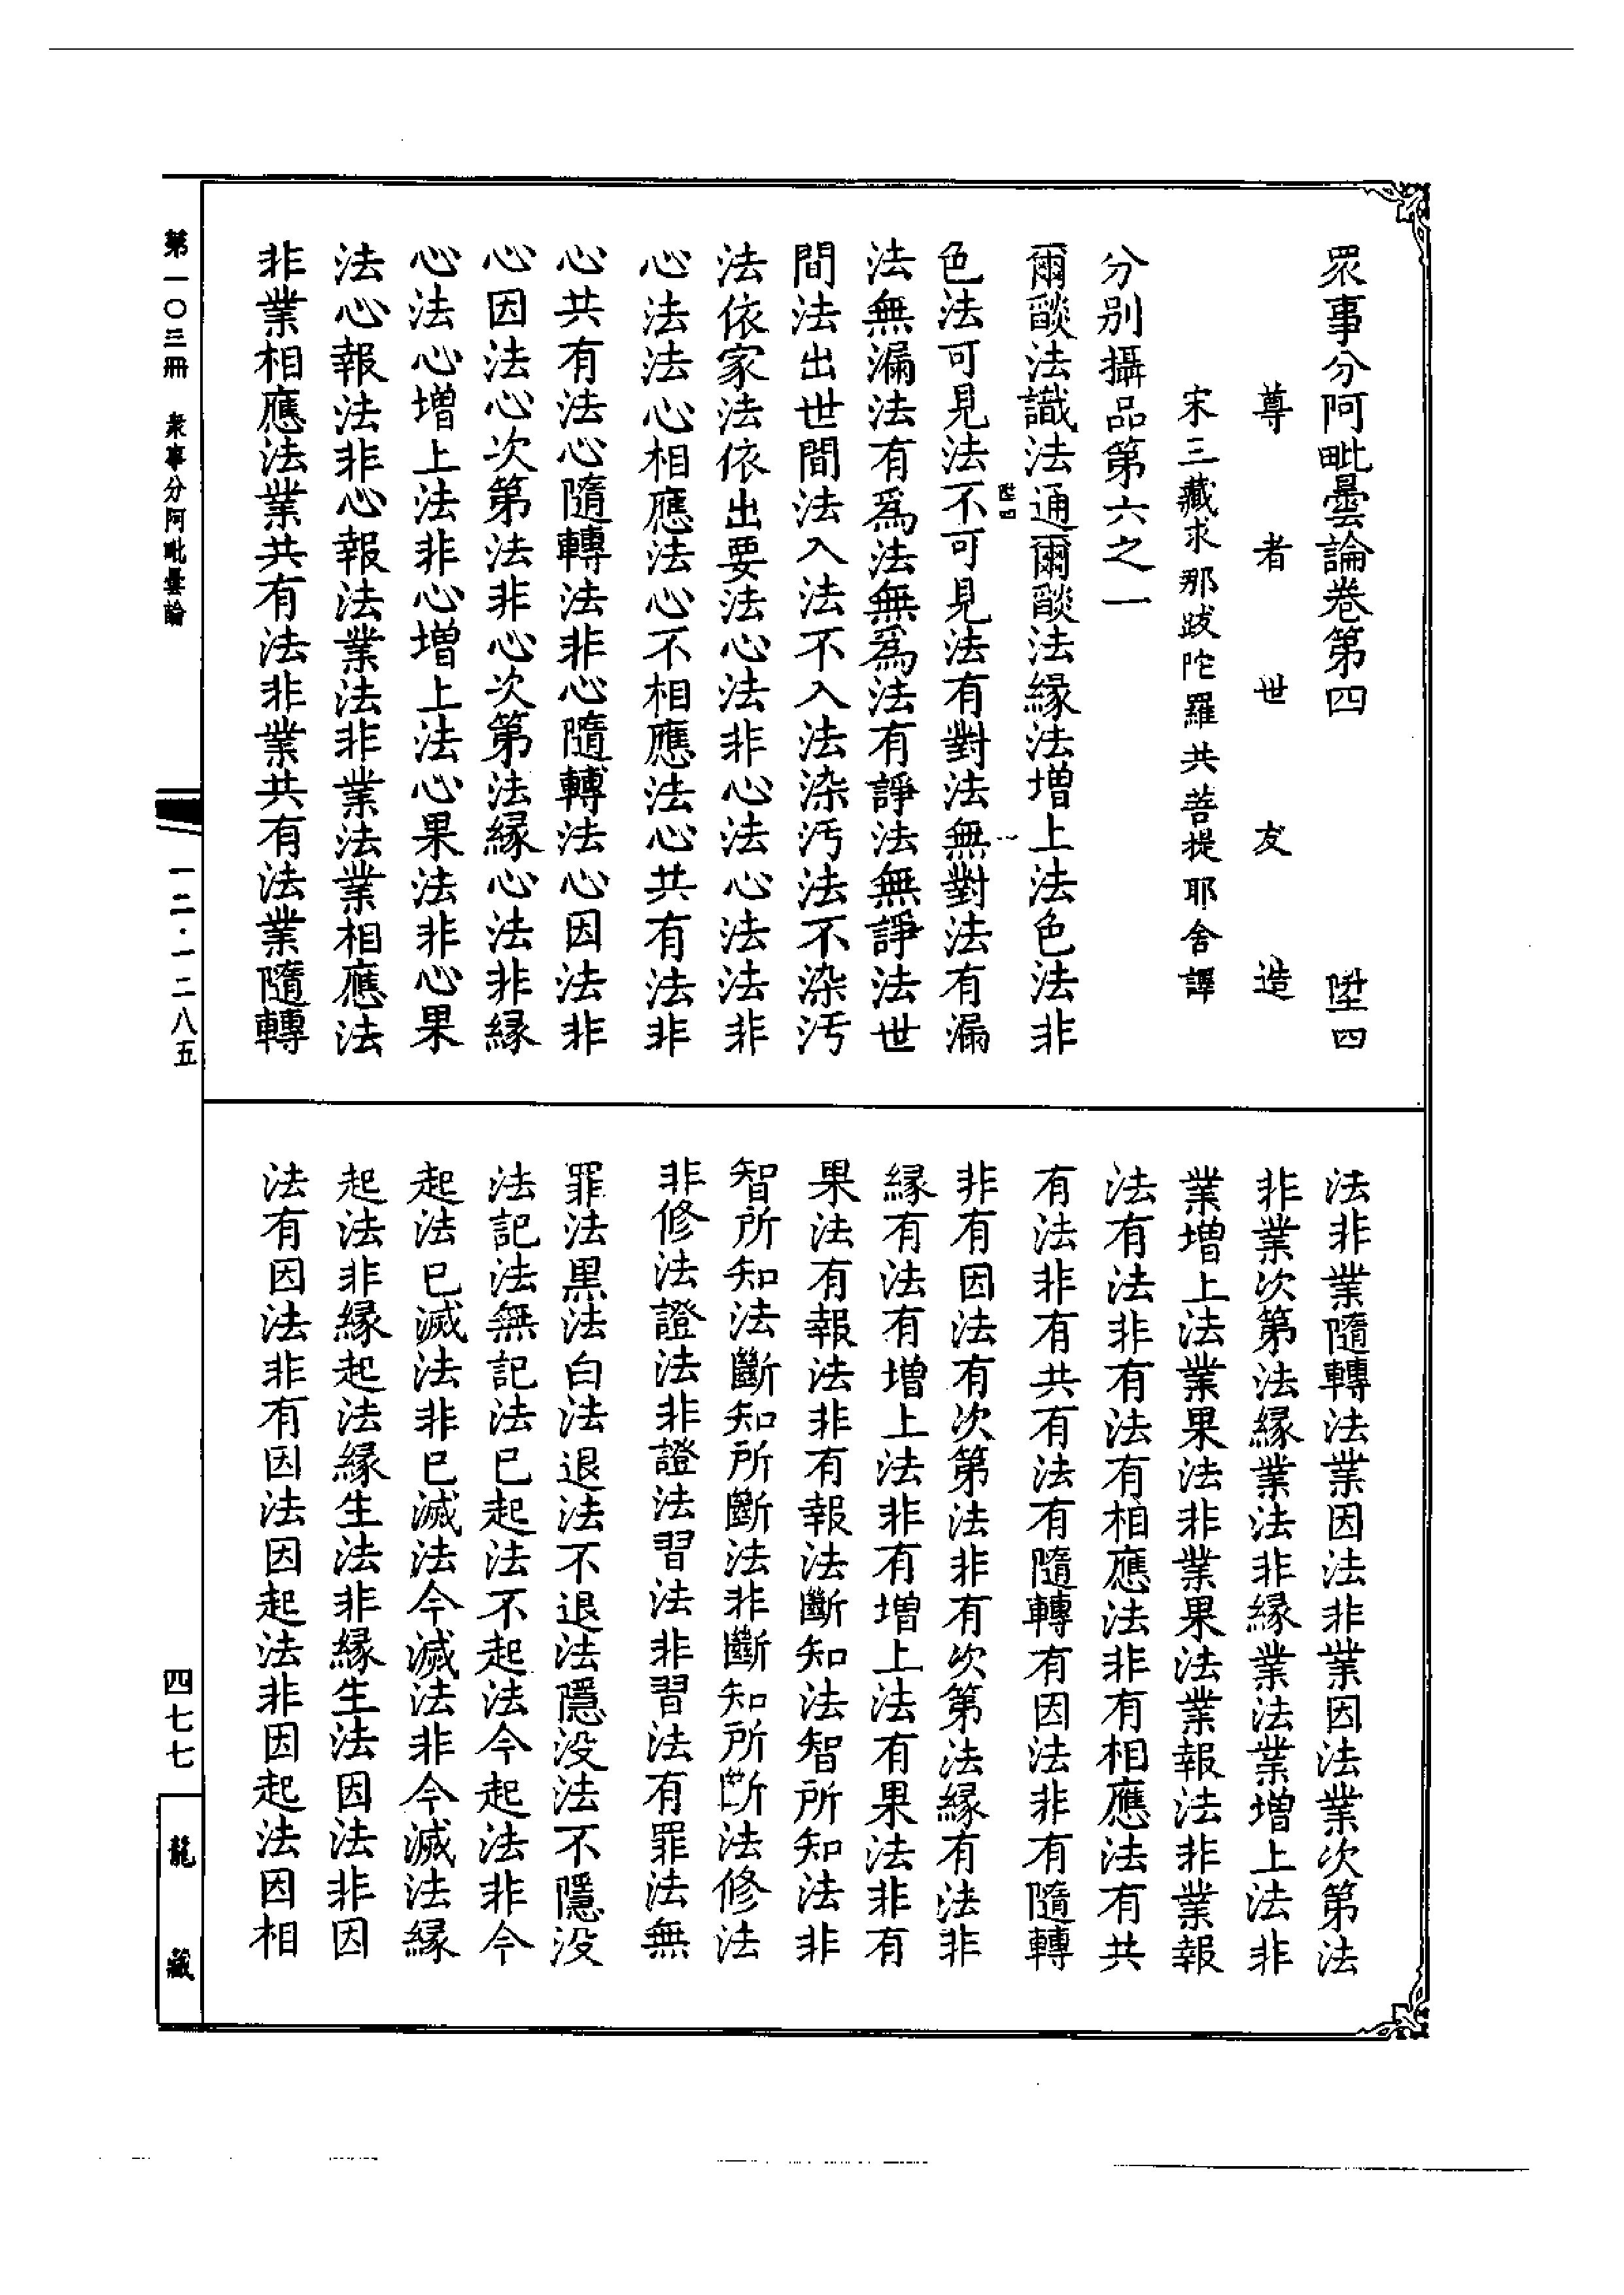 眾事分阿毗曇論卷第四 陞四
尊者世友造
宋三藏求那跋陀羅共菩提耶舍譯
分別攝品第六之一
爾燄法識法通爾燄法緣法增上法色法非
色法可見法不可見法有對法無對法有漏
陞四
法無漏法有為法無為法有諍法無諍法世
間法出世間法入法不入法染汚法不染汚
法依家法依出要法心法非心法心法法非
心法法心相應法心不相應法心共有法非
心共有法心隨轉法非心隨轉法心因法非
心因法心次第法非心次第法緣心法非緣
心法心增上法非心增上法心果法非心果
法心報法非心報法業法非業法業相應法
非業相應法業共有法非業共有法業隨轉
法非業隨轉法業因法非業因法業次第法
非業次第法緣業法非緣業法業增上法非
業增上法業果法非業果法業報法非業報
法有法非有法有相應法非有相應法有共
有法非有共有法有隨轉有因法非有隨轉
非有因法有次第法非有次第法緣有法非
緣有法有增上法非有增上法有果法非有
果法有報法非有報法斷知法智所知法非
智所知法斷知所斷法非斷知所斷法修法
非修法證法非證法習法非習法有罪法無
罪法黑法白法退法不退法隱没法不隱没
法記法無記法已起法不起法今起法非今
起法已滅法非已滅法今滅法非今滅法緣
起法非緣起法緣生法非緣生法因法非因
法有因法非有因法因起法非因起法因相
第一〇三冊 衆事分阿毗曇論
一二·一二八五
四七七
龍藏